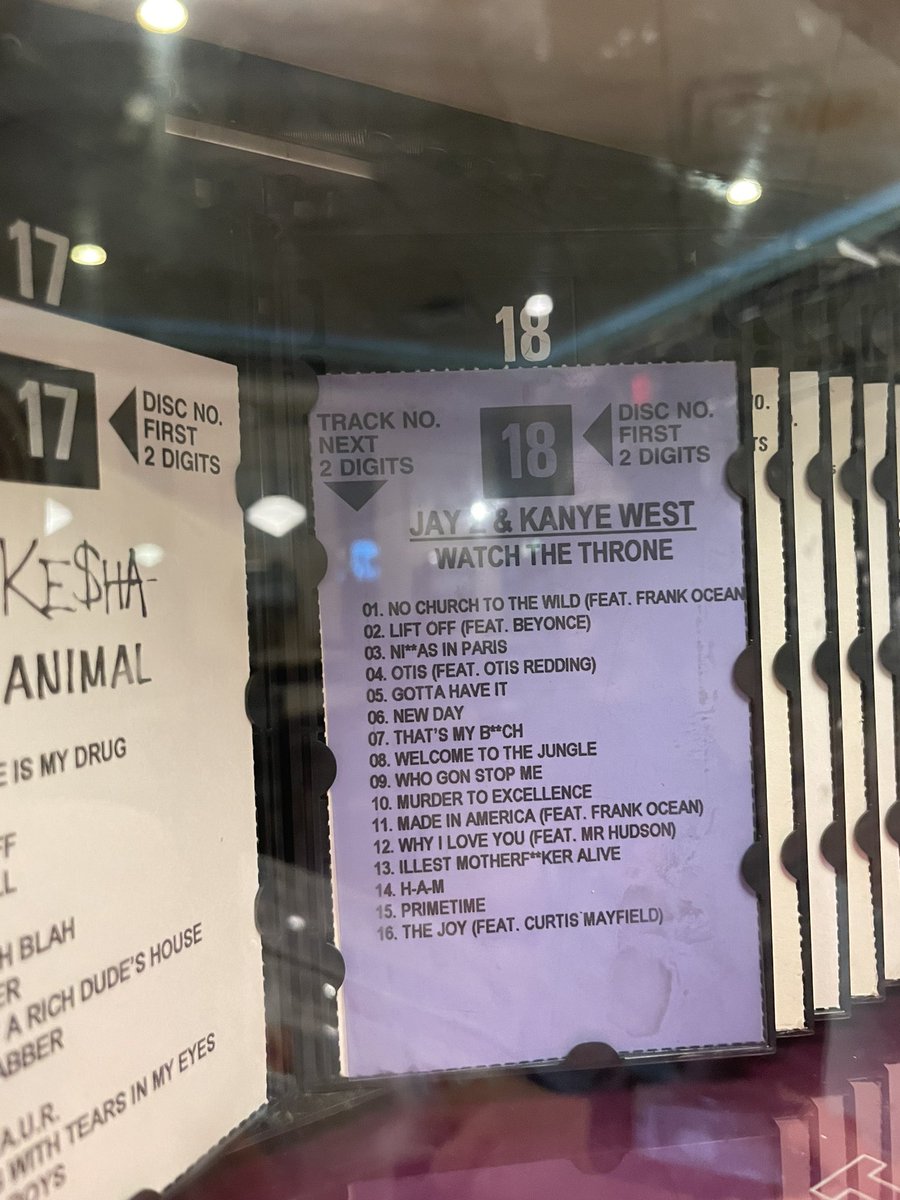 17
17
DISC NO.
FIRST
2 DIGITS
KE$HA
ANIMAL
IS MY DRUG
BLAH
A RICH DUDE'S HOUSE
WITH TEARS IN MY EYES
18
TRACK NO.
NEXT
2 DIGITS
18
DISC NO.
FIRST
2 DIGITS
JAY Z & KANYE WEST
WATCH THE THRONE
01. NO CHURCH TO THE WILD (FEAT. FRANK OCEAN
02. LIFT OFF (FEAT. BEYONCE)
03. NI**AS IN PARIS
04. OTIS (FEAT. OTIS REDDING)
05. GOTTA HAVE IT
06. NEW DAY
07. THAT'S MY B**CH
08. WELCOME TO THE JUNGLE
09. WHO GON STOP ME
10. MURDER TO EXCELLENCE
11. MADE IN AMERICA (FEAT. FRANK OCEAN)
12. WHY I LOVE YOU (FEAT. MR HUDSON)
13. ILLEST MOTHERF**KER ALIVE
14. H-A-M
15. PRIMETIME
16. THE JOY (FEAT. CURTIS MAYFIELD)